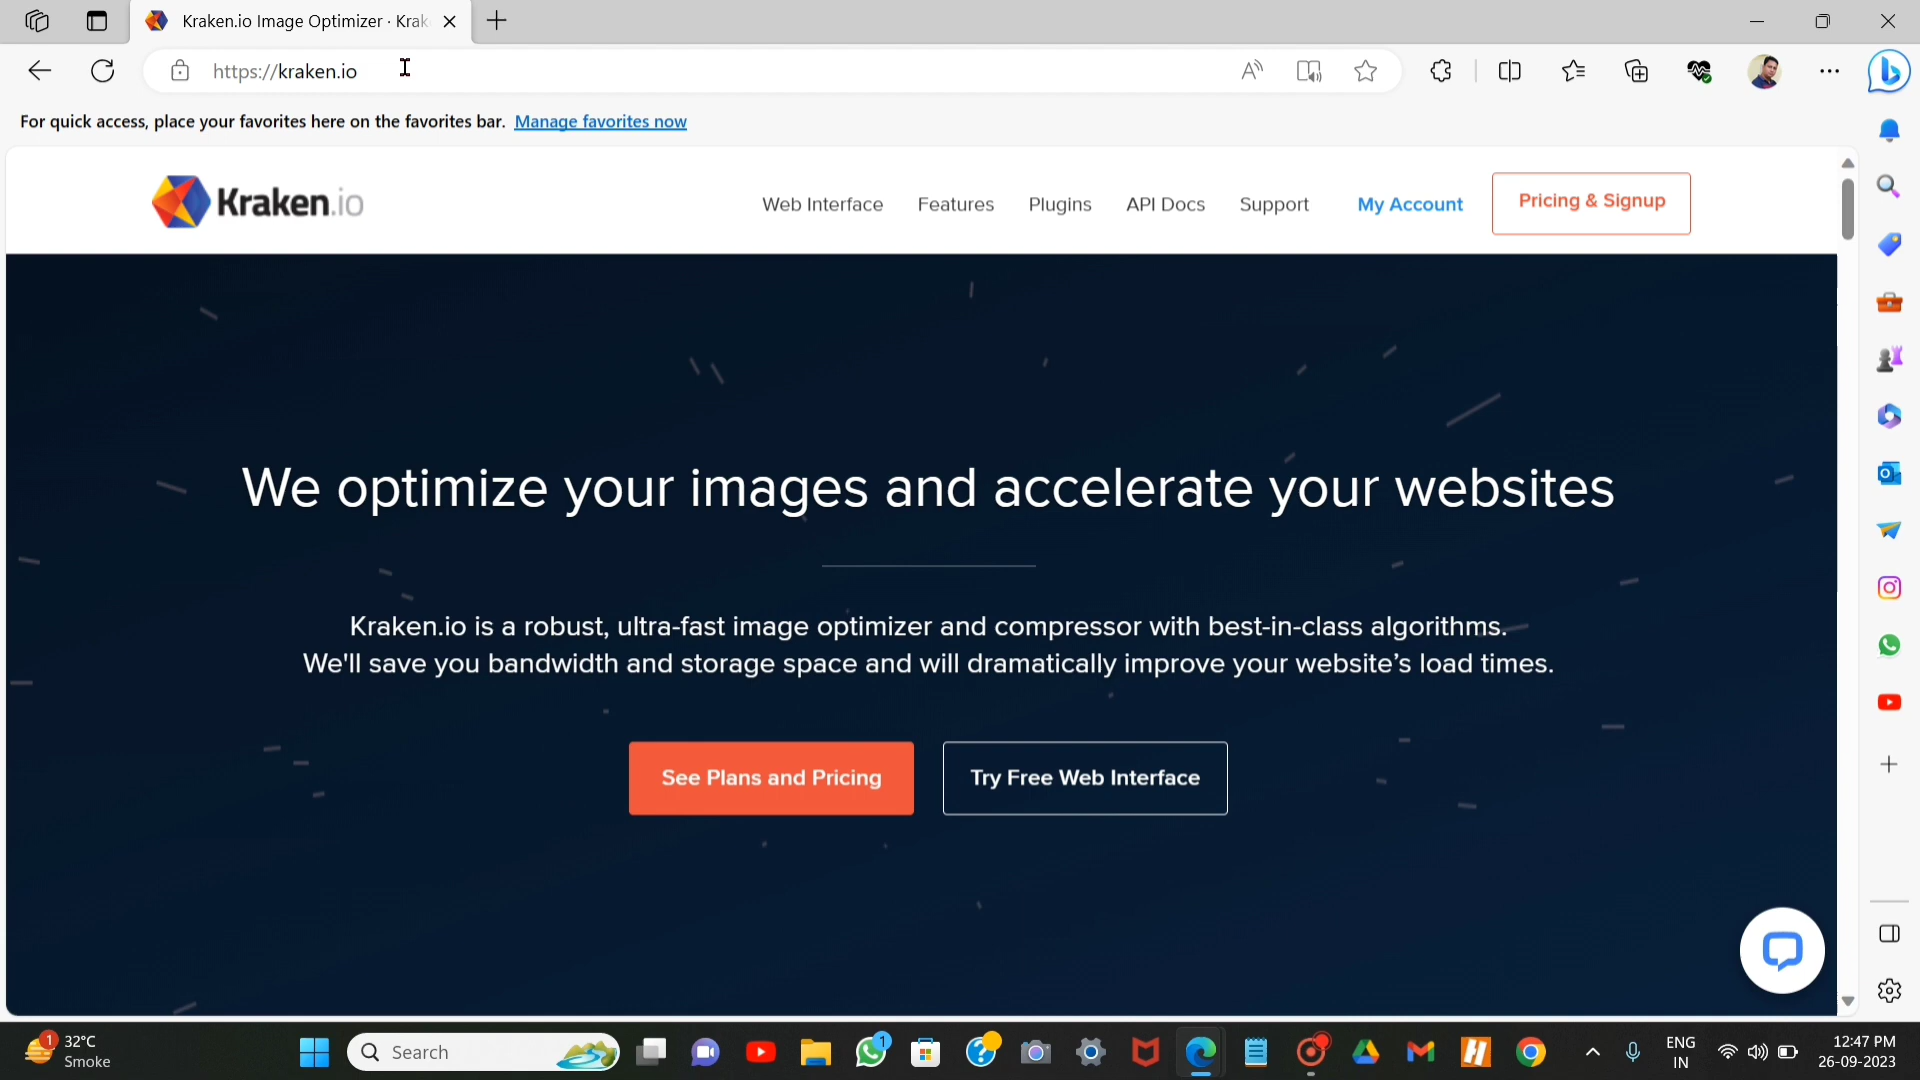 Kraken.io Image Optimizer · Krak
https://kraken.io
For quick access, place your favorites here on the favorites bar. Manage favorites now
Kraken.io
Web Interface Features Plugins API Docs Support My Account Pricing & Signup
We optimize your images and accelerate your websites
Kraken.io is a robust, ultra-fast image optimizer and compressor with best-in-class algorithms.
We'll save you bandwidth and storage space and will dramatically improve your website’s load times.
See Plans and Pricing Try Free Web Interface
1
32°C
Smoke
Search
1
ENG
IN
12:47 PM
26-09-2023